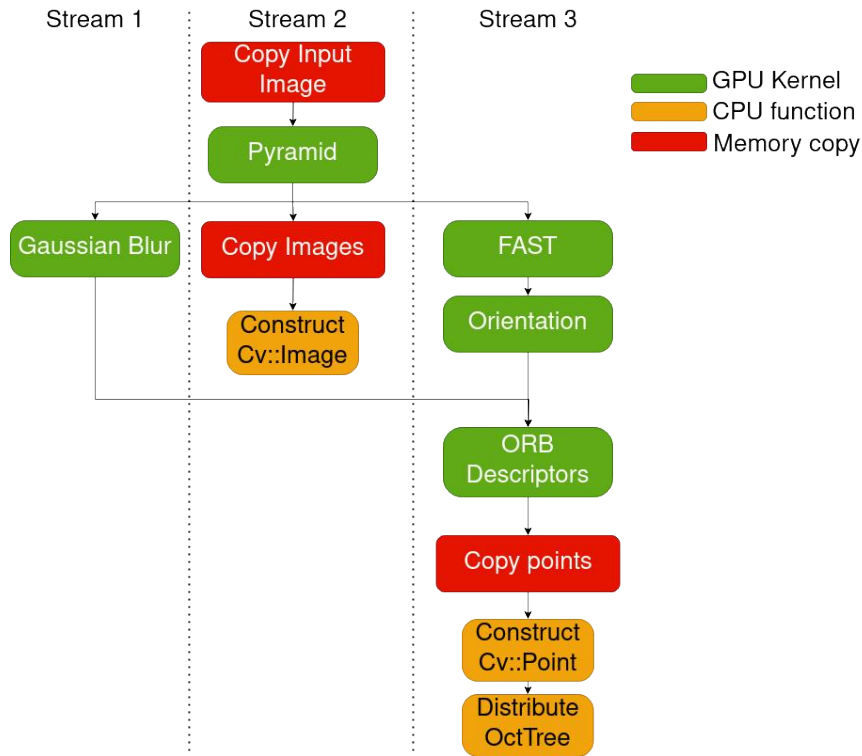 Stream 1
Stream 2
Stream 3
Copy Input
Image
GPU Kernel
CPU function
Memory copy
Pyramid
Gaussian Blur
Copy Images
FAST
Construct
Cv::Image
Orientation
ORB
Descriptors
Copy points
Construct
Cv::Point
Distribute
OctTree